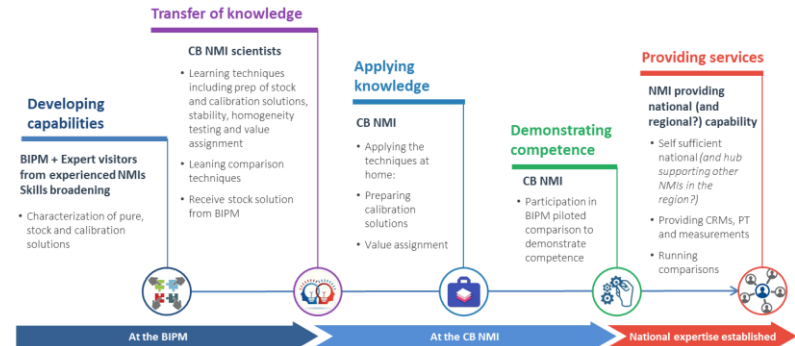 Developing
capabilities
BIPM + Expert visitors
from experienced NMIs
Skills broadening
• Characterization of pure,
stock and calibration
solutions
Transfer of knowledge
CB NMI scientists
• Learning techniques
including prep of stock
and calibration solutions,
stability, homogeneity
testing and value
assignment
• Leaning comparison
techniques
• Receive stock solution
from BIPM
Applying
knowledge
CB NMI
• Applying the
techniques at
home:
• Preparing
calibration
solutions
• Value assignment
Demonstrating
competence
CB NMI
• Participation in
BIPM piloted
comparison to
demonstrate
competence
Providing services
NMI providing
national (and
regional?) capability
• Self sufficient
national (and hub
supporting other
NMIs in the
region?)
• Providing CRMs, PT
and measurements
• Running
comparisons
At the BIPM
At the CB NMI
National expertise established